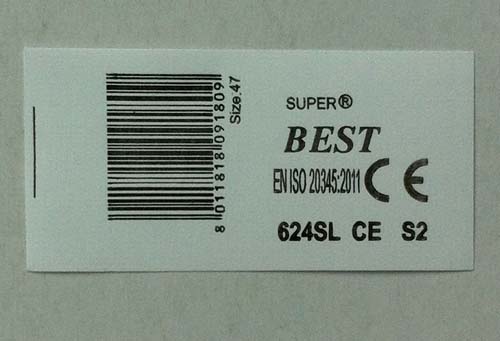 8 011818 091809
Size.47
SUPER®
BEST
EN ISO 20345:2011 CE
624SL CE S2